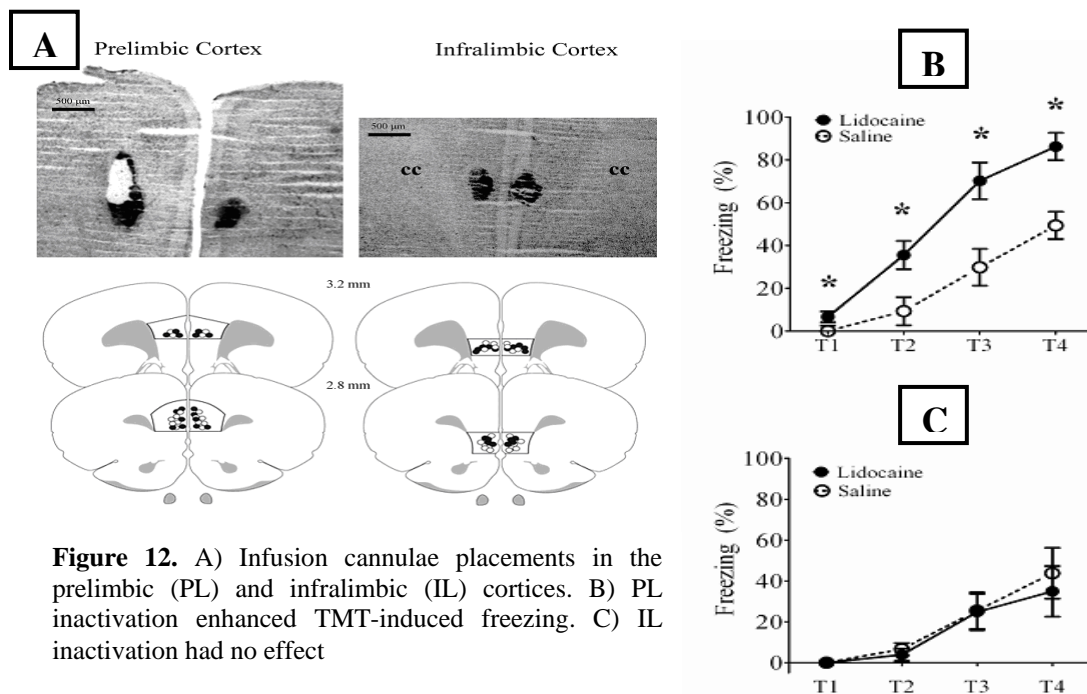 A
Prelimbic Cortex
Infralimbic Cortex
500 µm
500 µm
cc
cc
3.2 mm
2.8 mm
Figure 12. A) Infusion cannulae placements in the
prelimbic (PL) and infralimbic (IL) cortices. B) PL
inactivation enhanced TMT-induced freezing. C) IL
inactivation had no effect
B
Lidocaine
Saline
* * * *
Freezing (%)
100
80
60
40
20
0
T1 T2 T3 T4
C
Lidocaine
Saline
Freezing (%)
100
80
60
40
20
0
T1 T2 T3 T4